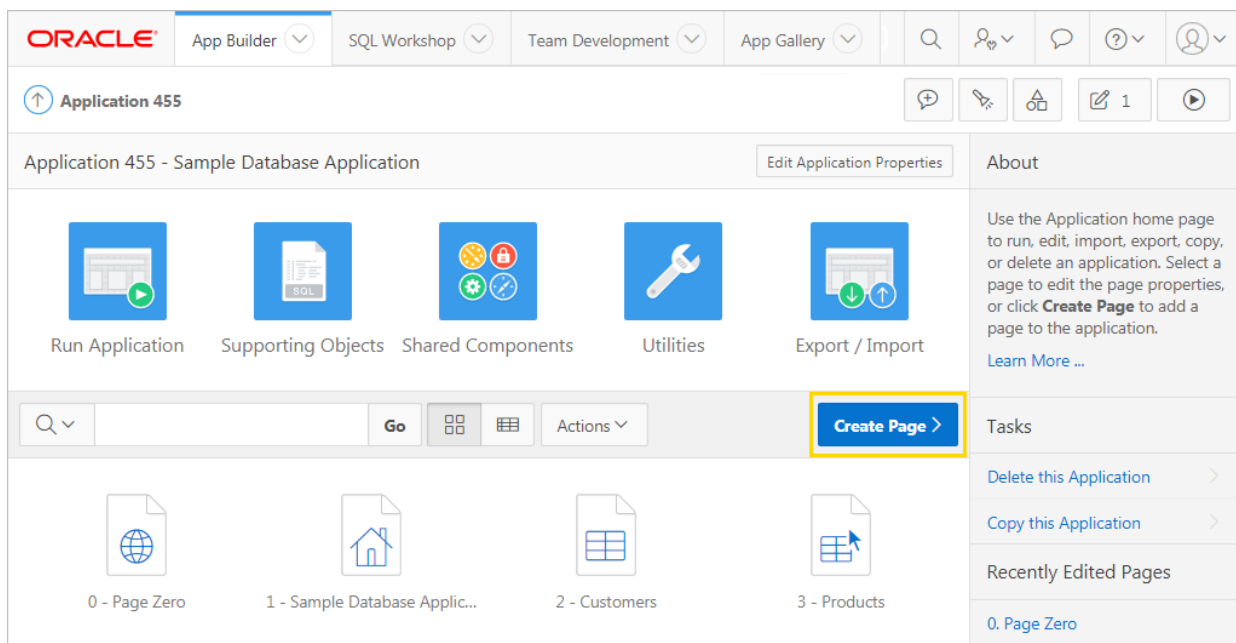 ORACLE
App Builder
SQL Workshop
Team Development
App Gallery
Application 455
1
Application 455 - Sample Database Application
Edit Application Properties
Run Application
SQL
Supporting Objects
Shared Components
Utilities
Export / Import
Go
Actions
Create Page
0 - Page Zero
1 - Sample Database Applic...
2 - Customers
3 - Products
About
Use the Application home page
to run, edit, import, export, copy,
or delete an application. Select a
page to edit the page properties,
or click Create Page to add a
page to the application.
Learn More ...
Tasks
Delete this Application
Copy this Application
Recently Edited Pages
0. Page Zero